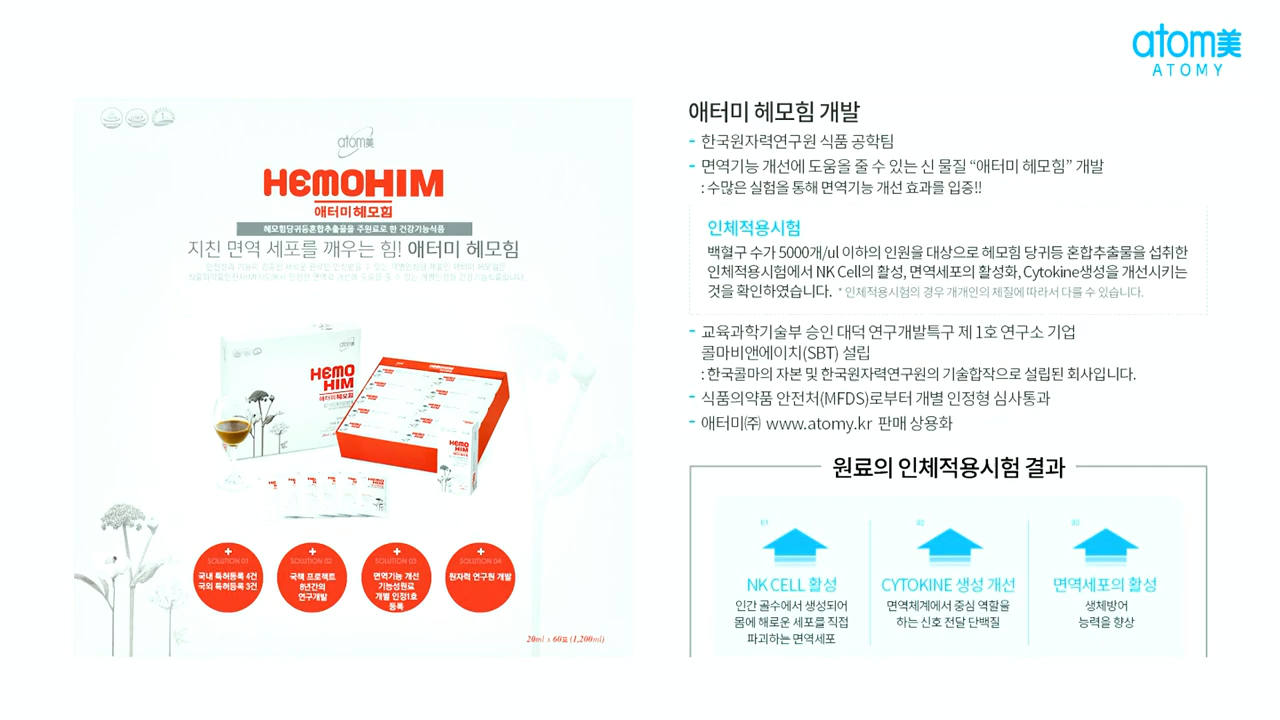 atom美
ATOMY
atom美
HEMOHIM
애터미헤모힘
헤모힘당귀등혼합추출물을 주원료로 한 건강기능식품
지친 면역 세포를 깨우는 힘! 애터미 헤모힘
atom美
HEMO
HIM
애터미헤모힘
HEMOHIM
HEMO
HIM
+
SOLUTION 01
국내 특허등록 4건
국외 특허등록 3건
+
SOLUTION 02
국책 프로젝트
8년간의
연구개발
+
SOLUTION 03
면역기능 개선
기능성원료
개별 인정1호
등록
+
SOLUTION 04
원자력 연구원 개발
20ml x 60포 (1,200ml)
애터미 헤모힘 개발
- 한국원자력연구원 식품 공학팀
- 면역기능 개선에 도움을 줄 수 있는 신 물질 “애터미 헤모힘” 개발
: 수많은 실험을 통해 면역기능 개선 효과를 입증!!
인체적용시험
백혈구 수가 5000개/ul 이하의 인원을 대상으로 헤모힘 당귀등 혼합추출물을 섭취한
인체적용시험에서 NK Cell의 활성, 면역세포의 활성화, Cytokine생성을 개선시키는
것을 확인하였습니다. * 인체적용시험의 경우 개개인의 체질에 따라서 다를 수 있습니다.
- 교육과학기술부 승인 대덕 연구개발특구 제 1호 연구소 기업
콜마비앤에이치(SBT) 설립
: 한국콜마의 자본 및 한국원자력연구원의 기술합작으로 설립된 회사입니다.
- 식품의약품 안전처(MFDS)로부터 개별 인정형 심사통과
- 애터미㈜ www.atomy.kr 판매 상용화
원료의 인체적용시험 결과
01
NK CELL 활성
인간 골수에서 생성되어
몸에 해로운 세포를 직접
파괴하는 면역세포
02
CYTOKINE 생성 개선
면역체계에서 중심 역할을
하는 신호 전달 단백질
03
면역세포의 활성
생체방어
능력을 향상